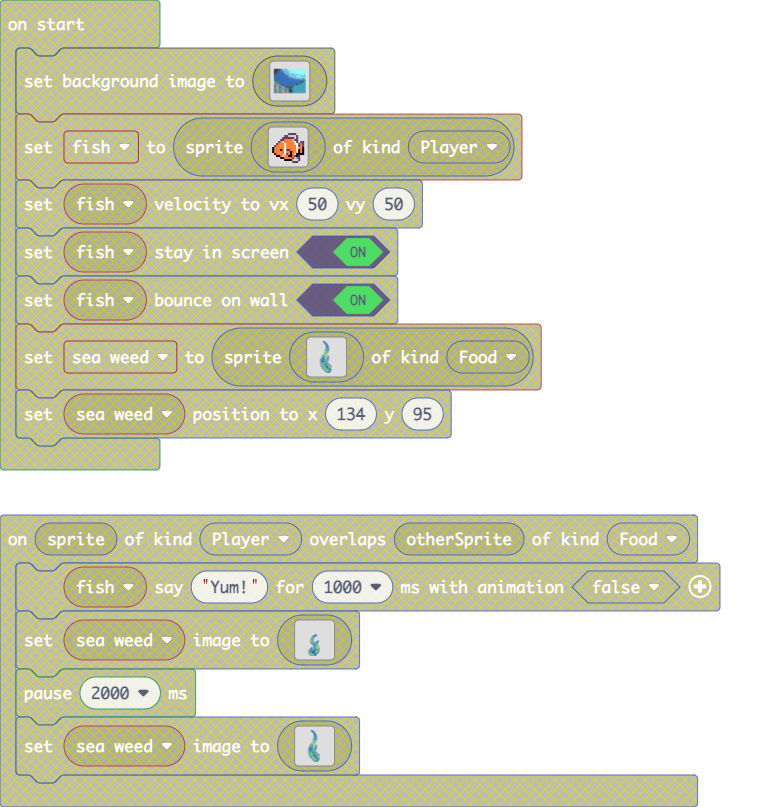 on start
set background image to
set fish to sprite of kind Player
set fish velocity to vx 50 vy 50
set fish stay in screen ON
set fish bounce on wall ON
set sea weed to sprite of kind Food
set sea weed position to x 134 y 95
on sprite of kind Player overlaps otherSprite of kind Food
fish say "Yum!" for 1000 ms with animation false
set sea weed image to
pause 2000 ms
set sea weed image to